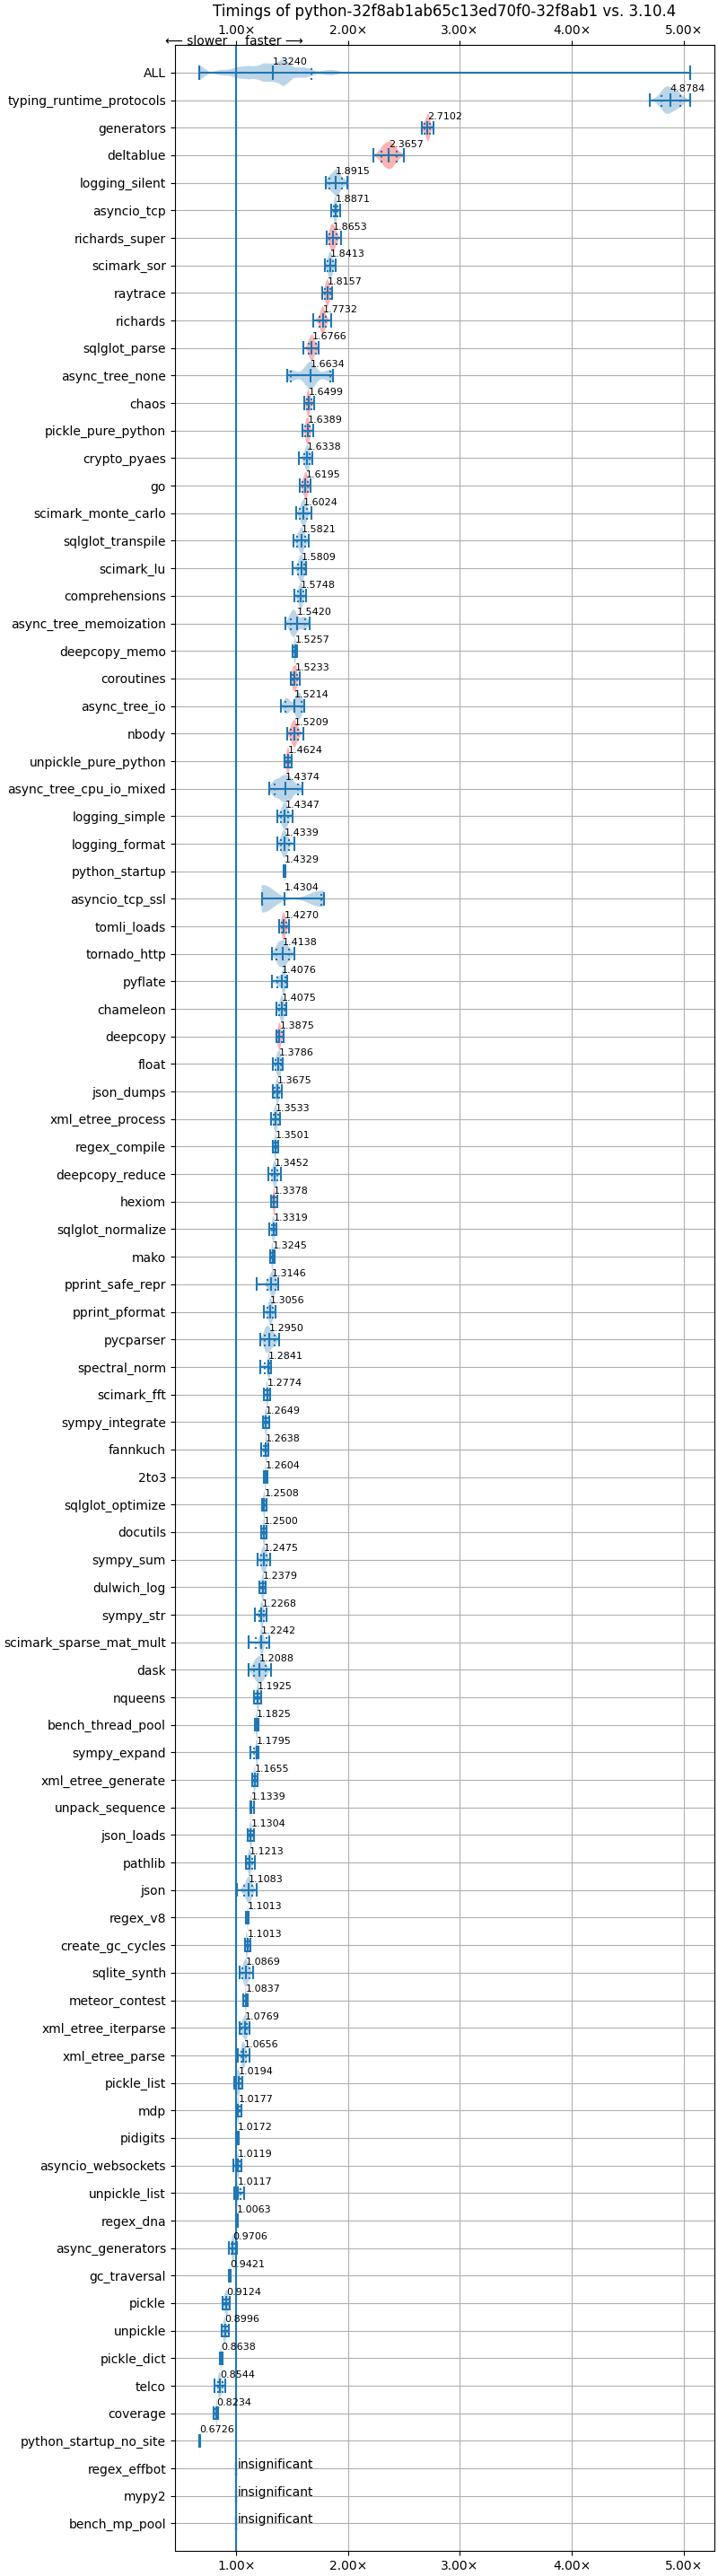 Timings of python-32f8ab1ab65c13ed70f0-32f8ab1 vs. 3.10.4
1.00× 2.00× 3.00× 4.00× 5.00×
⟵ slower faster ⟶
ALL 1.3240
typing_runtime_protocols 4.8784
generators 2.7102
deltablue 2.3657
logging_silent 1.8915
asyncio_tcp 1.8871
richards_super 1.8653
scimark_sor 1.8413
raytrace 1.8157
richards 1.7732
sqlglot_parse 1.6766
async_tree_none 1.6634
chaos 1.6499
pickle_pure_python 1.6389
crypto_pyaes 1.6338
go 1.6195
scimark_monte_carlo 1.6024
sqlglot_transpile 1.5821
scimark_lu 1.5809
comprehensions 1.5748
async_tree_memoization 1.5420
deepcopy_memo 1.5257
coroutines 1.5233
async_tree_io 1.5214
nbody 1.5209
unpickle_pure_python 1.4624
async_tree_cpu_io_mixed 1.4374
logging_simple 1.4347
logging_format 1.4339
python_startup 1.4329
asyncio_tcp_ssl 1.4304
tomli_loads 1.4270
tornado_http 1.4138
pyflate 1.4076
chameleon 1.4075
deepcopy 1.3875
float 1.3786
json_dumps 1.3675
xml_etree_process 1.3533
regex_compile 1.3501
deepcopy_reduce 1.3452
hexiom 1.3378
sqlglot_normalize 1.3319
mako 1.3245
pprint_safe_repr 1.3146
pprint_pformat 1.3056
pycparser 1.2950
spectral_norm 1.2841
scimark_fft 1.2774
sympy_integrate 1.2649
fannkuch 1.2638
2to3 1.2604
sqlglot_optimize 1.2508
docutils 1.2500
sympy_sum 1.2475
dulwich_log 1.2379
sympy_str 1.2268
scimark_sparse_mat_mult 1.2242
dask 1.2088
nqueens 1.1925
bench_thread_pool 1.1825
sympy_expand 1.1795
xml_etree_generate 1.1655
unpack_sequence 1.1339
json_loads 1.1304
pathlib 1.1213
json 1.1083
regex_v8 1.1013
create_gc_cycles 1.1013
sqlite_synth 1.0869
meteor_contest 1.0837
xml_etree_iterparse 1.0769
xml_etree_parse 1.0656
pickle_list 1.0194
mdp 1.0177
pidigits 1.0172
asyncio_websockets 1.0119
unpickle_list 1.0117
regex_dna 1.0063
async_generators 0.9706
gc_traversal 0.9421
pickle 0.9124
unpickle 0.8996
pickle_dict 0.8638
telco 0.8544
coverage 0.8234
python_startup_no_site 0.6726
regex_effbot insignificant
mypy2 insignificant
bench_mp_pool insignificant
1.00× 2.00× 3.00× 4.00× 5.00×